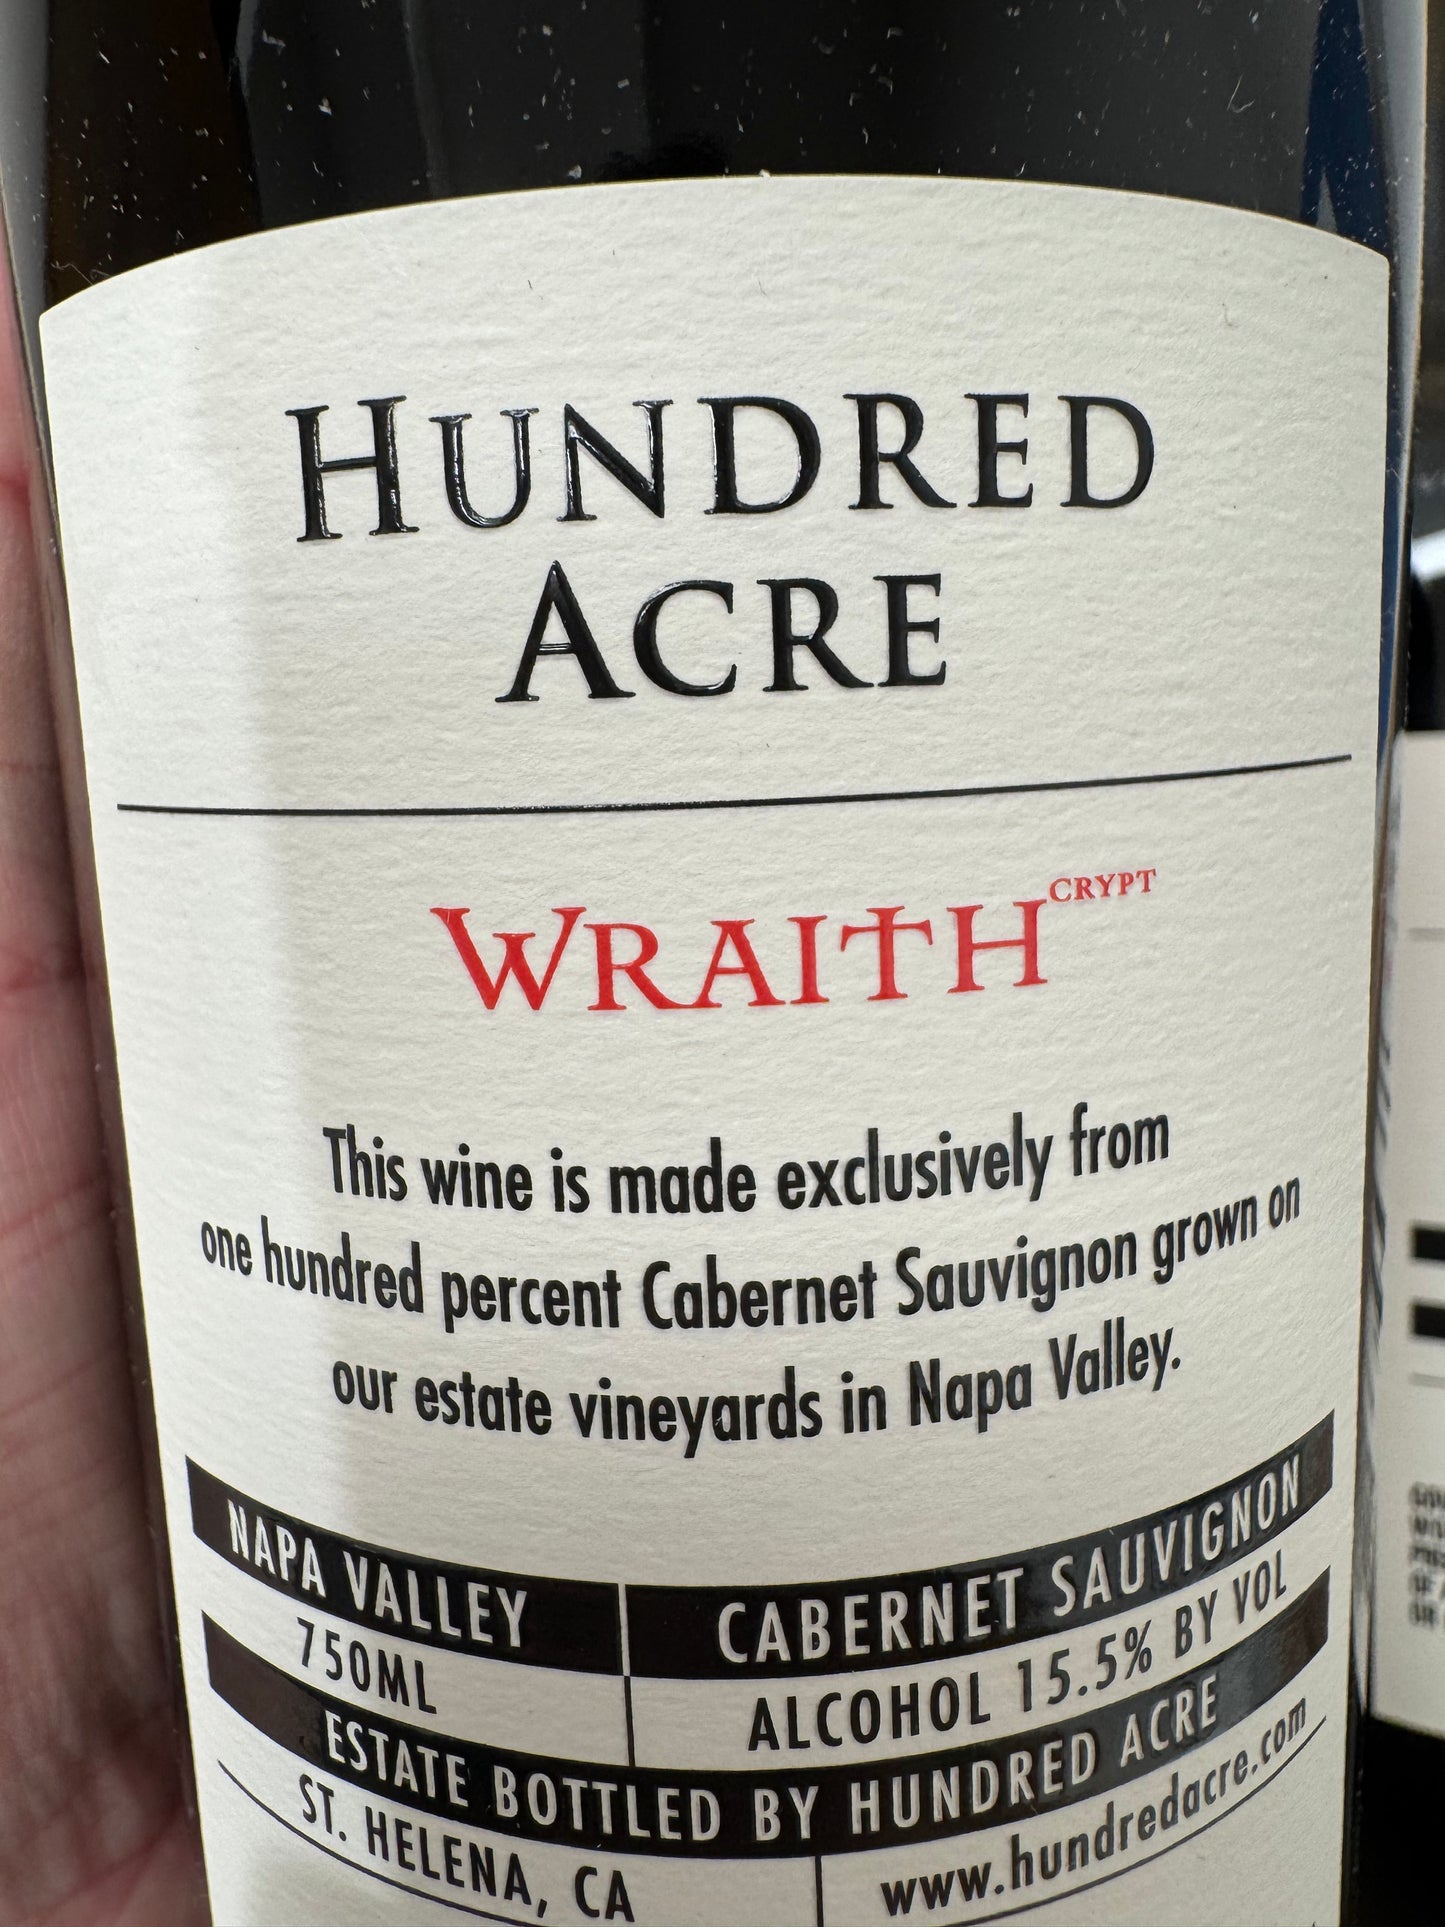 HUNDRED
ACRE
WRAITH CRYPT
This wine is made exclusively from
one hundred percent Cabernet Sauvignon grown on
our estate vineyards in Napa Valley.
NAPA VALLEY CABERNET SAUVIGNON
750ML ALCOHOL 15.5% BY VOL
ESTATE BOTTLED BY HUNDRED ACRE
ST. HELENA, CA www.hundredacre.com